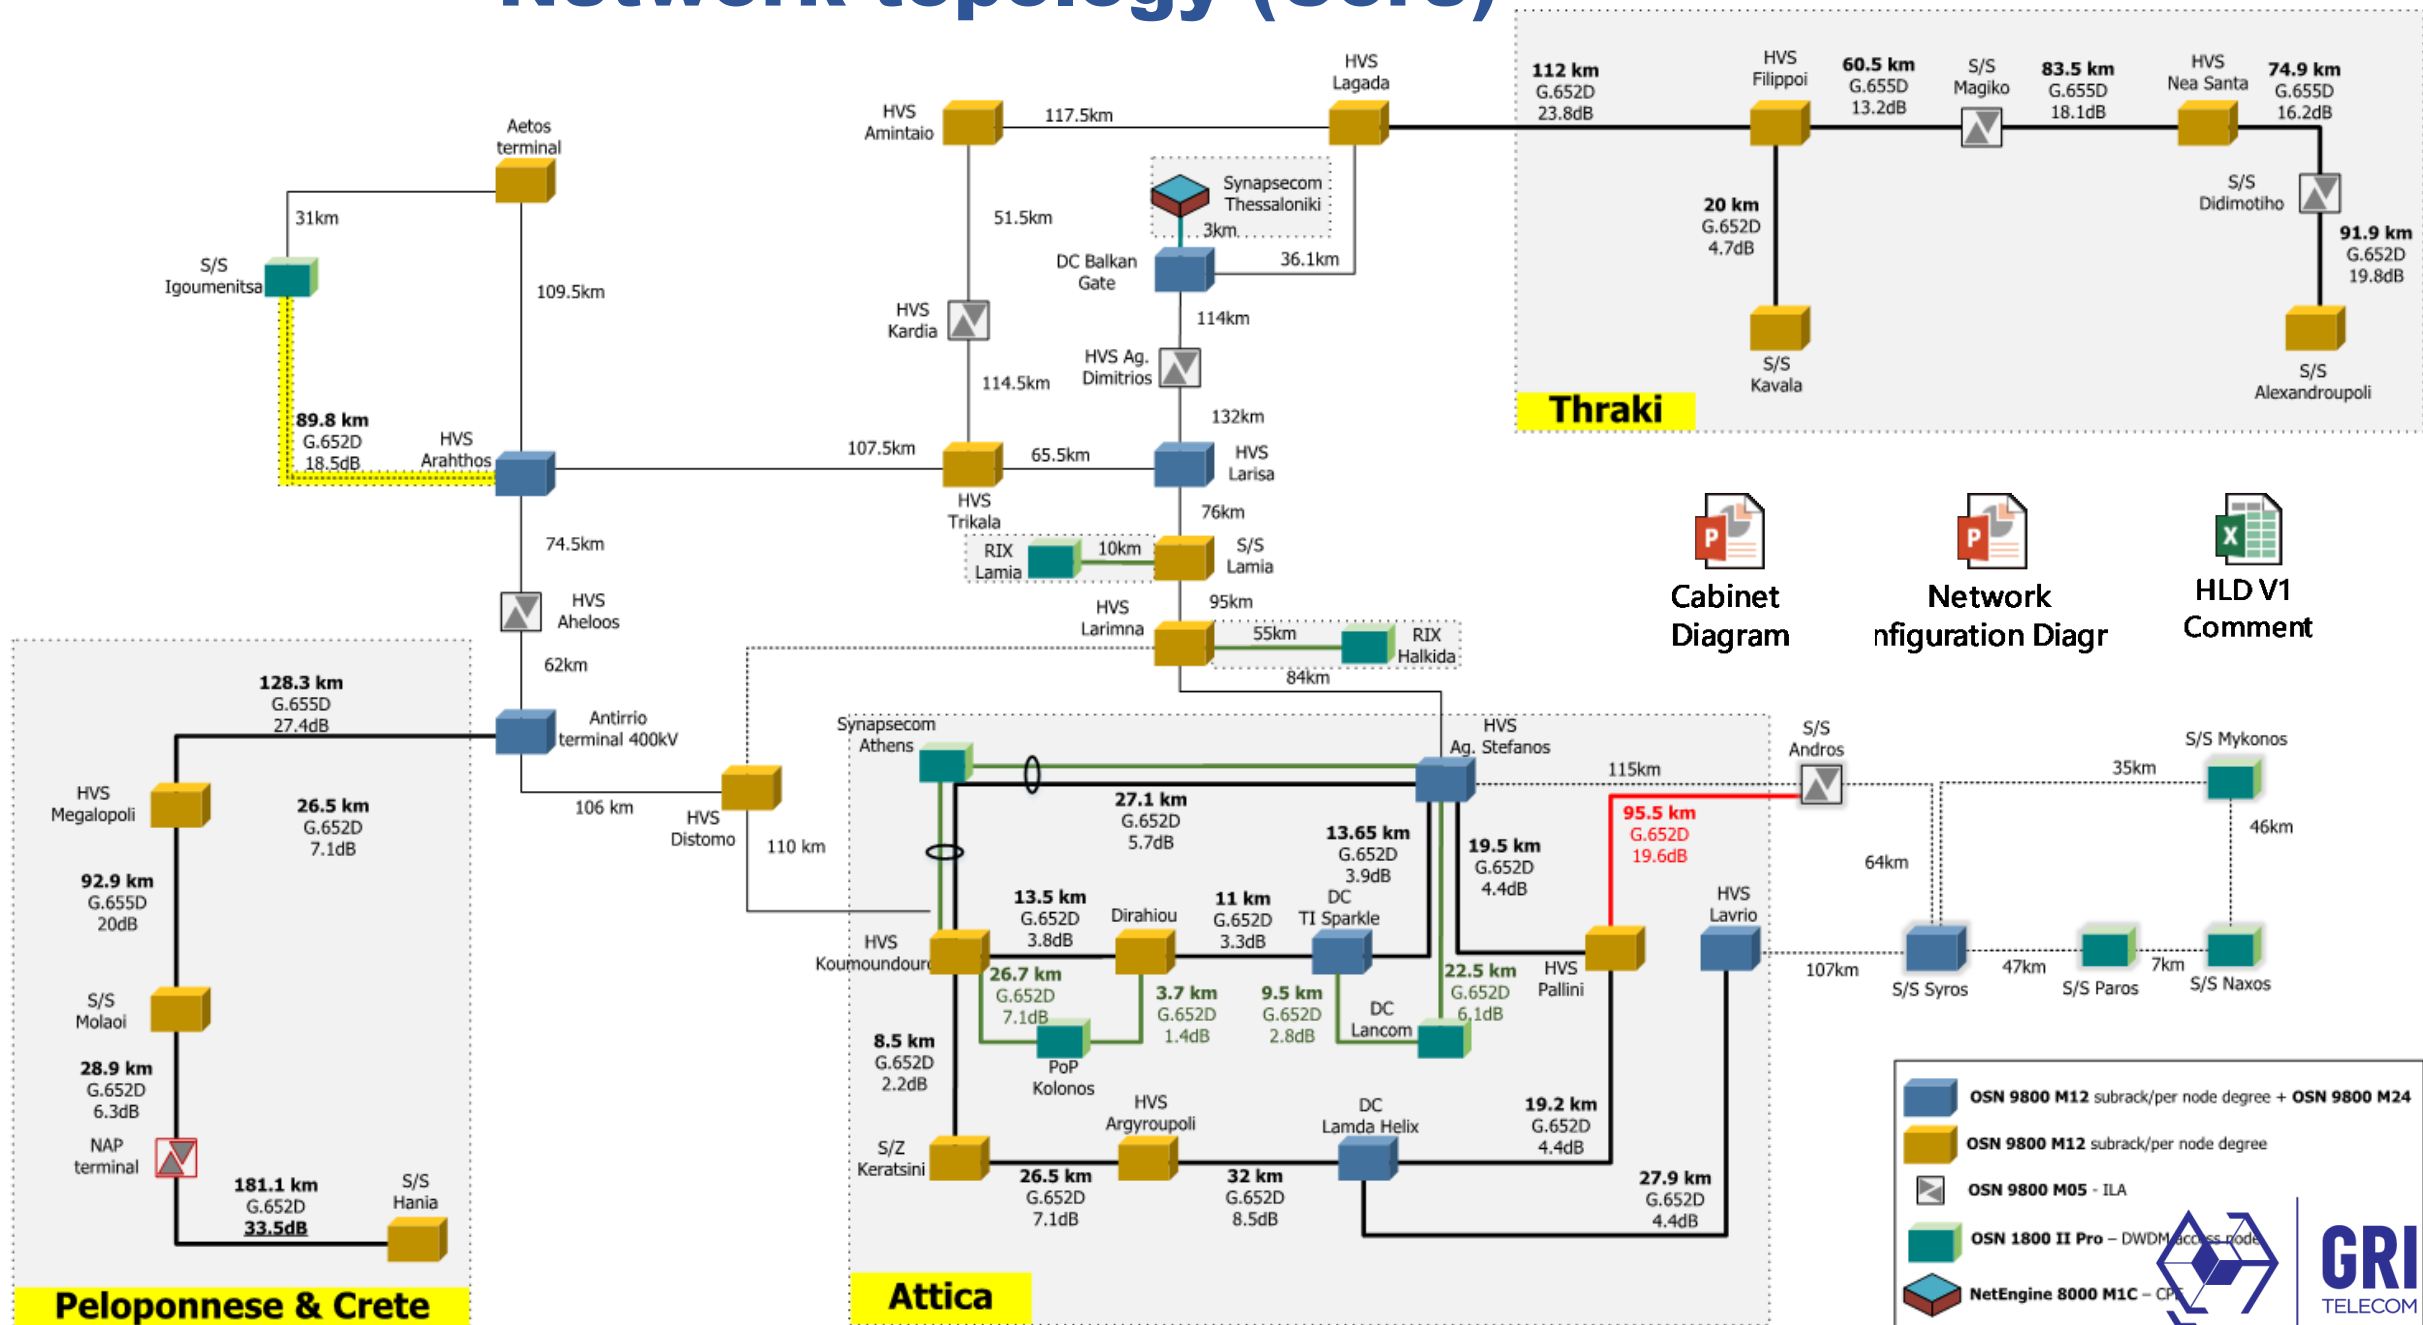 Network topology (Core)
HVS
Lagada
112 km
G.652D
23.8dB
HVS
Filippoi
60.5 km
G.655D
13.2dB
S/S
Magiko
83.5 km
G.655D
18.1dB
HVS
Nea Santa
74.9 km
G.655D
16.2dB
HVS
Amintaio
117.5km
Aetos
terminal
Synapsecom
Thessaloniki
3km
S/S
Didimotiho
20 km
G.652D
4.7dB
91.9 km
G.652D
19.8dB
31km
51.5km
S/S
Igoumenitsa
DC Balkan
Gate
36.1km
109.5km
HVS
Kardia
114km
HVS Ag.
Dimitrios
114.5km
S/S
Kavala
S/S
Alexandroupoli
Thraki
89.8 km
G.652D
18.5dB
HVS
Arahthos
132km
107.5km
65.5km
HVS
Larisa
HVS
Trikala
76km
74.5km
RIX
Lamia
10km
S/S
Lamia
HVS
Aheloos
95km
HVS
Larimna
55km
RIX
Halkida
84km
62km
Cabinet
Diagram
Network
nfiguration Diagr
HLD V1
Comment
128.3 km
G.655D
27.4dB
Antirrio
terminal 400kV
HVS
Megalopoli
26.5 km
G.652D
7.1dB
106 km
HVS
Distomo
110 km
92.9 km
G.655D
20dB
S/S
Molaoi
28.9 km
G.652D
6.3dB
NAP
terminal
181.1 km
G.652D
33.5dB
S/S
Hania
Peloponnese & Crete
Synapsecom
Athens
HVS
Ag. Stefanos
27.1 km
G.652D
5.7dB
13.65 km
G.652D
3.9dB
19.5 km
G.652D
4.4dB
95.5 km
G.652D
19.6dB
115km
S/S
Andros
S/S Mykonos
35km
46km
64km
13.5 km
G.652D
3.8dB
Dirahiou
11 km
G.652D
3.3dB
DC
TI Sparkle
HVS
Lavrio
HVS
Koumoundouro
26.7 km
G.652D
7.1dB
3.7 km
G.652D
1.4dB
9.5 km
G.652D
2.8dB
DC
Lancom
22.5 km
G.652D
6.1dB
HVS
Pallini
107km
S/S Syros
47km
S/S Paros
7km
S/S Naxos
8.5 km
G.652D
2.2dB
PoP
Kolonos
HVS
Argyroupoli
DC
Lamda Helix
19.2 km
G.652D
4.4dB
S/Z
Keratsini
26.5 km
G.652D
7.1dB
32 km
G.652D
8.5dB
27.9 km
G.652D
4.4dB
Attica
OSN 9800 M12 subrack/per node degree + OSN 9800 M24
OSN 9800 M12 subrack/per node degree
OSN 9800 M05 - ILA
OSN 1800 II Pro – DWDM access node
NetEngine 8000 M1C – CPE
GRI
TELECOM